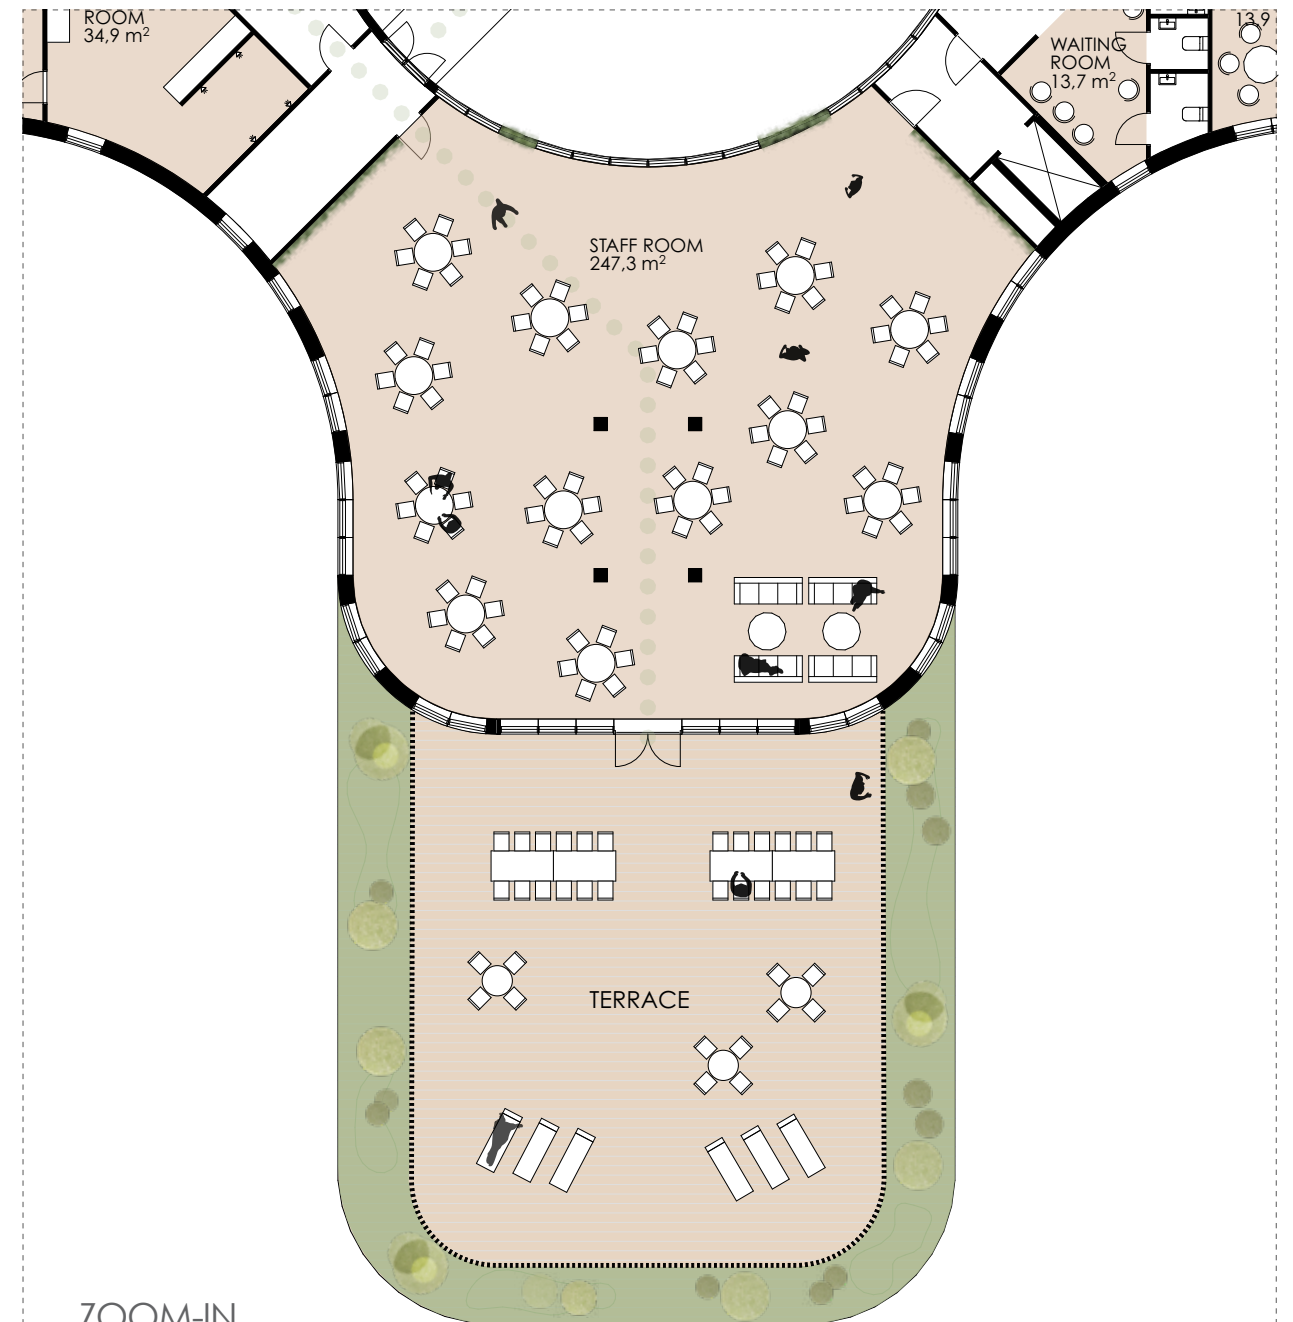 ROOM
34,9 m²
WAITING
ROOM
13,7 m²
13,9
STAFF ROOM
247,3 m²
TERRACE
ZOOM-IN